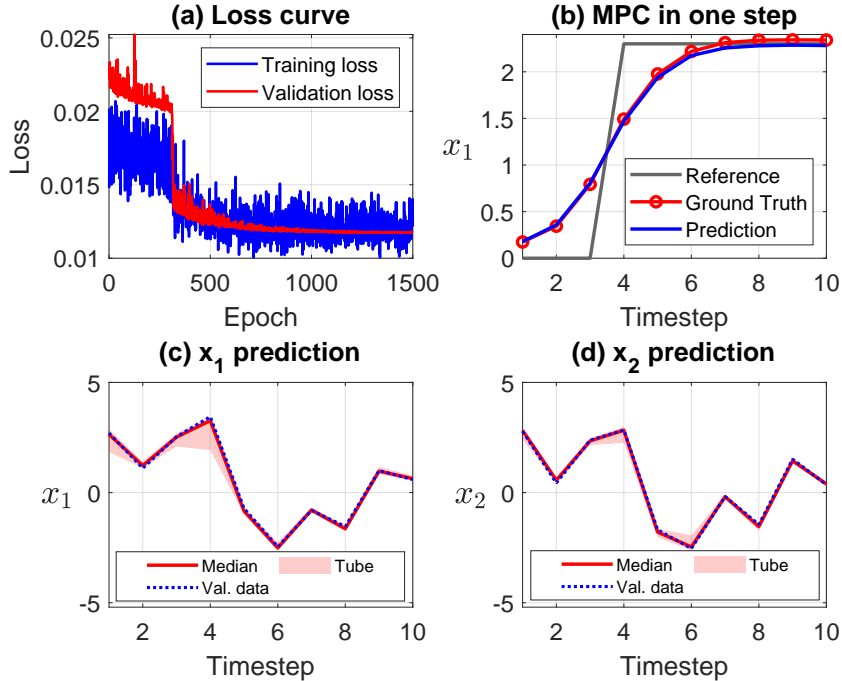 (a) Loss curve
0.025
0.02
0.015
0.01
Loss
Training loss
Validation loss
0
500
1000
1500
Epoch
(b) MPC in one step
2
1.5
1
0.5
0
x1
Reference
Ground Truth
Prediction
2
4
6
8
10
Timestep
(c) x1 prediction
5
0
-5
x1
Median
Tube
Val. data
2
4
6
8
10
Timestep
(d) x2 prediction
5
0
-5
x2
Median
Tube
Val. data
2
4
6
8
10
Timestep